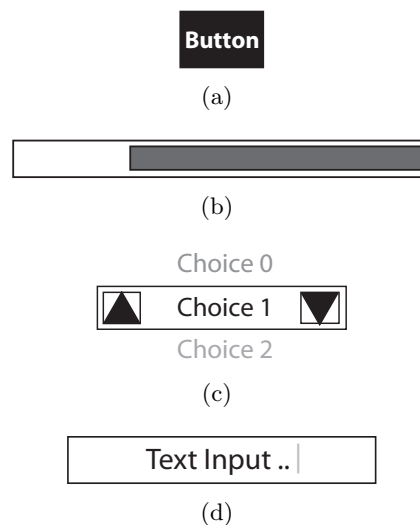 Button
(a)
(b)
Choice 0
Choice 1
Choice 2
(c)
Text Input ..
(d)